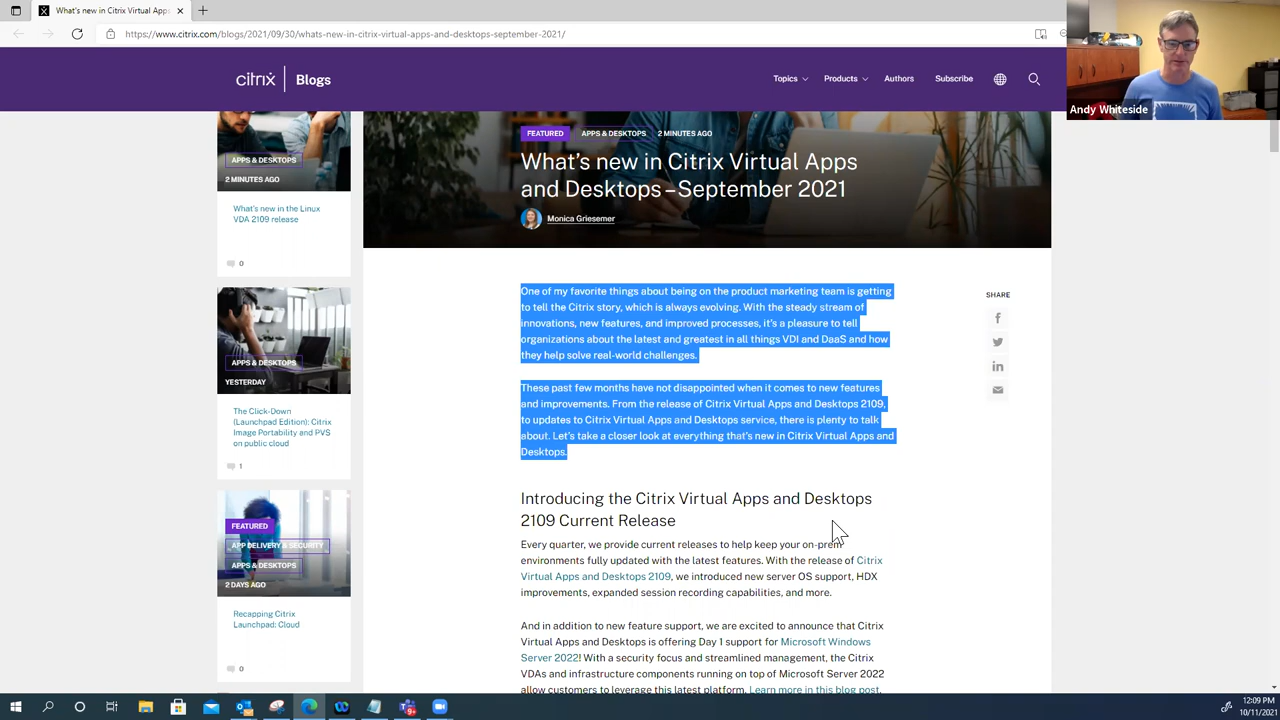 What's new in Citrix Virtual Apps
https://www.citrix.com/blogs/2021/09/30/whats-new-in-citrix-virtual-apps-and-desktops-september-2021/
Andy Whiteside
citrix | Blogs
Topics
Products
Authors
Subscribe
APPS & DESKTOPS
2 MINUTES AGO
What's new in the Linux
VDA 2109 release
0
APPS & DESKTOPS
YESTERDAY
The Click-Down
(Launchpad Edition): Citrix
Image Portability and PVS
on public cloud
1
FEATURED
APP DELIVERY & SECURITY
APPS & DESKTOPS
2 DAYS AGO
Recapping Citrix
Launchpad: Cloud
0
FEATURED APPS & DESKTOPS 2 MINUTES AGO
What's new in Citrix Virtual Apps
and Desktops – September 2021
Monica Griesemer
One of my favorite things about being on the product marketing team is getting
to tell the Citrix story, which is always evolving. With the steady stream of
innovations, new features, and improved processes, it's a pleasure to tell
organizations about the latest and greatest in all things VDI and DaaS and how
they help solve real-world challenges.
These past few months have not disappointed when it comes to new features
and improvements. From the release of Citrix Virtual Apps and Desktops 2109,
to updates to Citrix Virtual Apps and Desktops service, there is plenty to talk
about. Let's take a closer look at everything that's new in Citrix Virtual Apps and
Desktops.
Introducing the Citrix Virtual Apps and Desktops
2109 Current Release
Every quarter, we provide current releases to help keep your on-prem
environments fully updated with the latest features. With the release of Citrix
Virtual Apps and Desktops 2109, we introduced new server OS support, HDX
improvements, expanded session recording capabilities, and more.
And in addition to new feature support, we are excited to announce that Citrix
Virtual Apps and Desktops is offering Day 1 support for Microsoft Windows
Server 2022! With a security focus and streamlined management, the Citrix
VDAs and infrastructure components running on top of Microsoft Server 2022
allow customers to leverage this latest platform. Learn more in this blog post.
SHARE
12:09 PM
10/11/2021